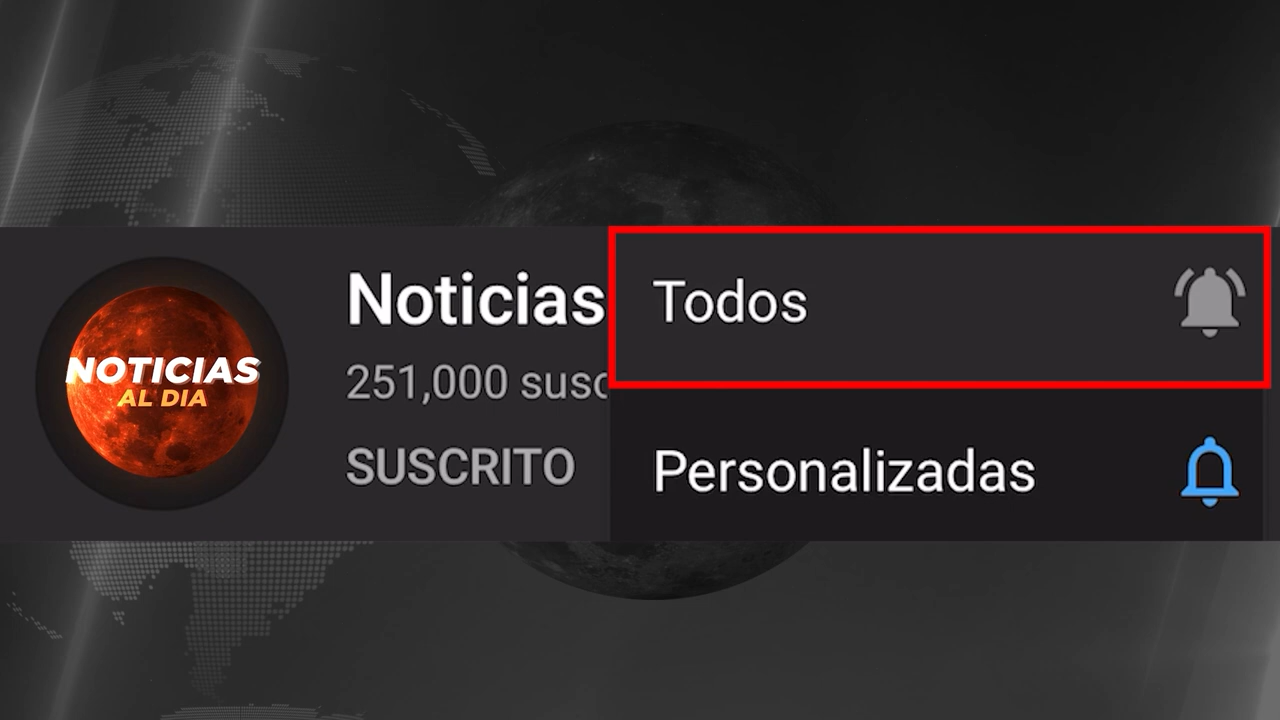 NOTICIAS
AL DIA
Noticias
251,000 susc
SUSCRITO
Todos
Personalizadas